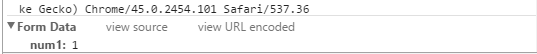 ke Gecko) Chrome/45.0.2454.101 Safari/537.36
▼Form Data view source view URL encoded
num1: 1